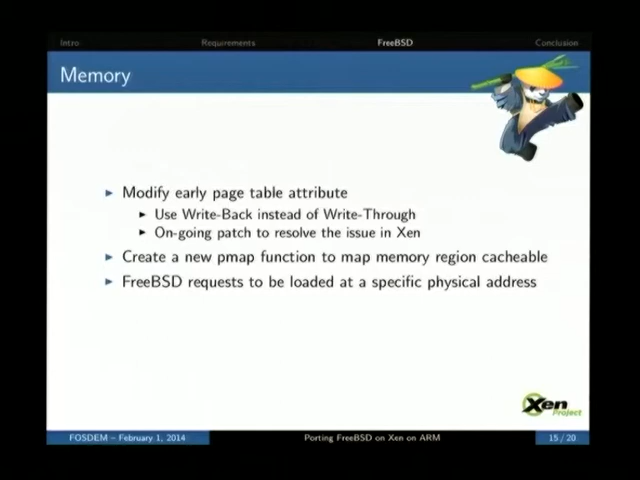 Intro Requirements FreeBSD Conclusion
Memory
Modify early page table attribute
Use Write-Back instead of Write-Through
On-going patch to resolve the issue in Xen
Create a new pmap function to map memory region cacheable
FreeBSD requests to be loaded at a specific physical address
Xen
Project
FOSDEM – February 1, 2014 Porting FreeBSD on Xen on ARM 15 / 20